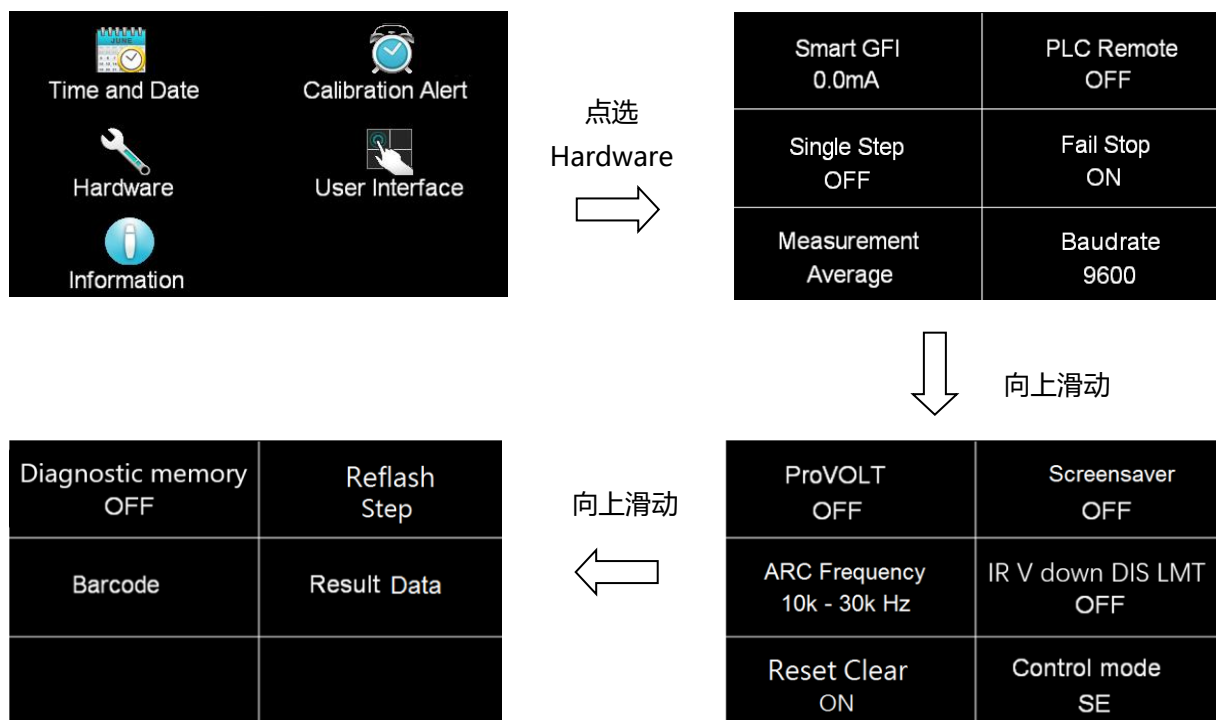 JUNE
Time and Date
Calibration Alert
Hardware
User Interface
Information
点选
Hardware
Smart GFI
0.0mA
PLC Remote
OFF
Single Step
OFF
Fail Stop
ON
Measurement
Average
Baudrate
9600
向上滑动
ProVOLT
OFF
Screensaver
OFF
ARC Frequency
10k - 30k Hz
IR V down DIS LMT
OFF
Reset Clear
ON
Control mode
SE
向上滑动
Diagnostic memory
OFF
Reflash
Step
Barcode
Result Data